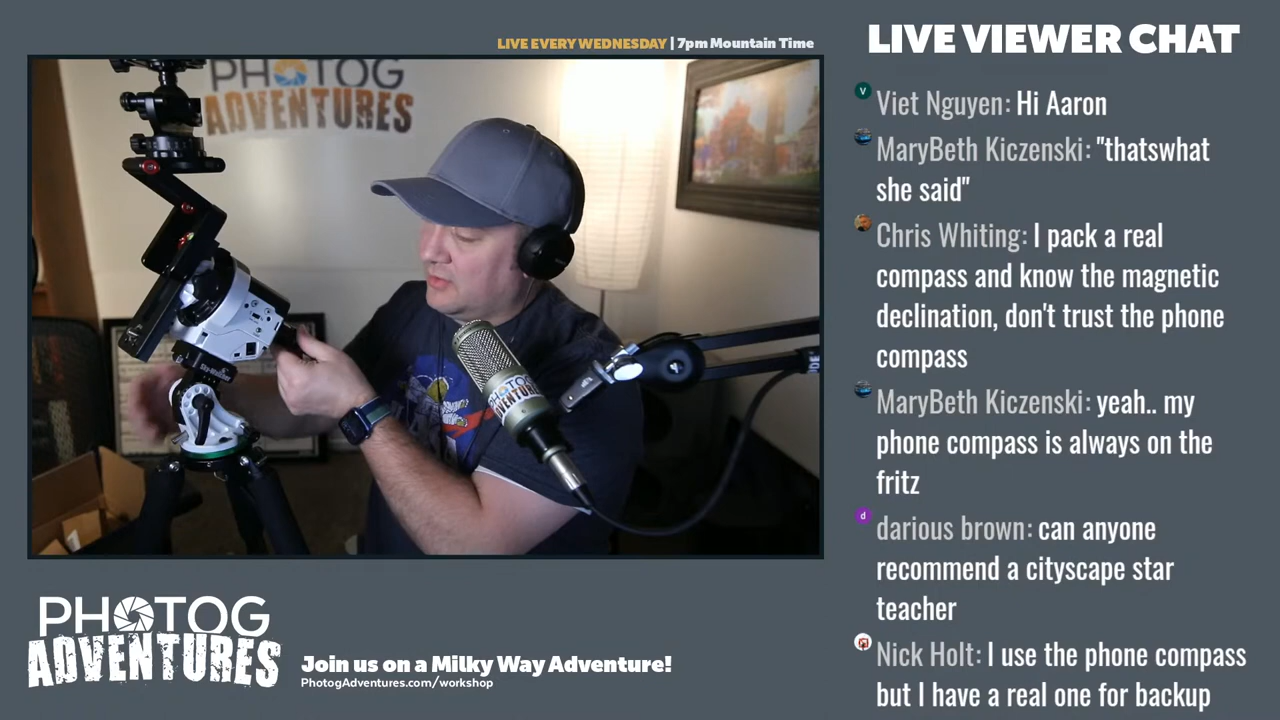 LIVE EVERY WEDNESDAY | 7pm Mountain Time
PHOTOG
ADVENTURES
PHOTOG
ADVENTURES
PHOTOG
ADVENTURES
Join us on a Milky Way Adventure!
PhotogAdventures.com/workshop
LIVE VIEWER CHAT
V
Viet Nguyen: Hi Aaron
MaryBeth Kiczenski: "thatswhat
she said"
Chris Whiting: I pack a real
compass and know the magnetic
declination, don't trust the phone
compass
MaryBeth Kiczenski: yeah.. my
phone compass is always on the
fritz
d
darious brown: can anyone
recommend a cityscape star
teacher
Nick Holt: I use the phone compass
but I have a real one for backup